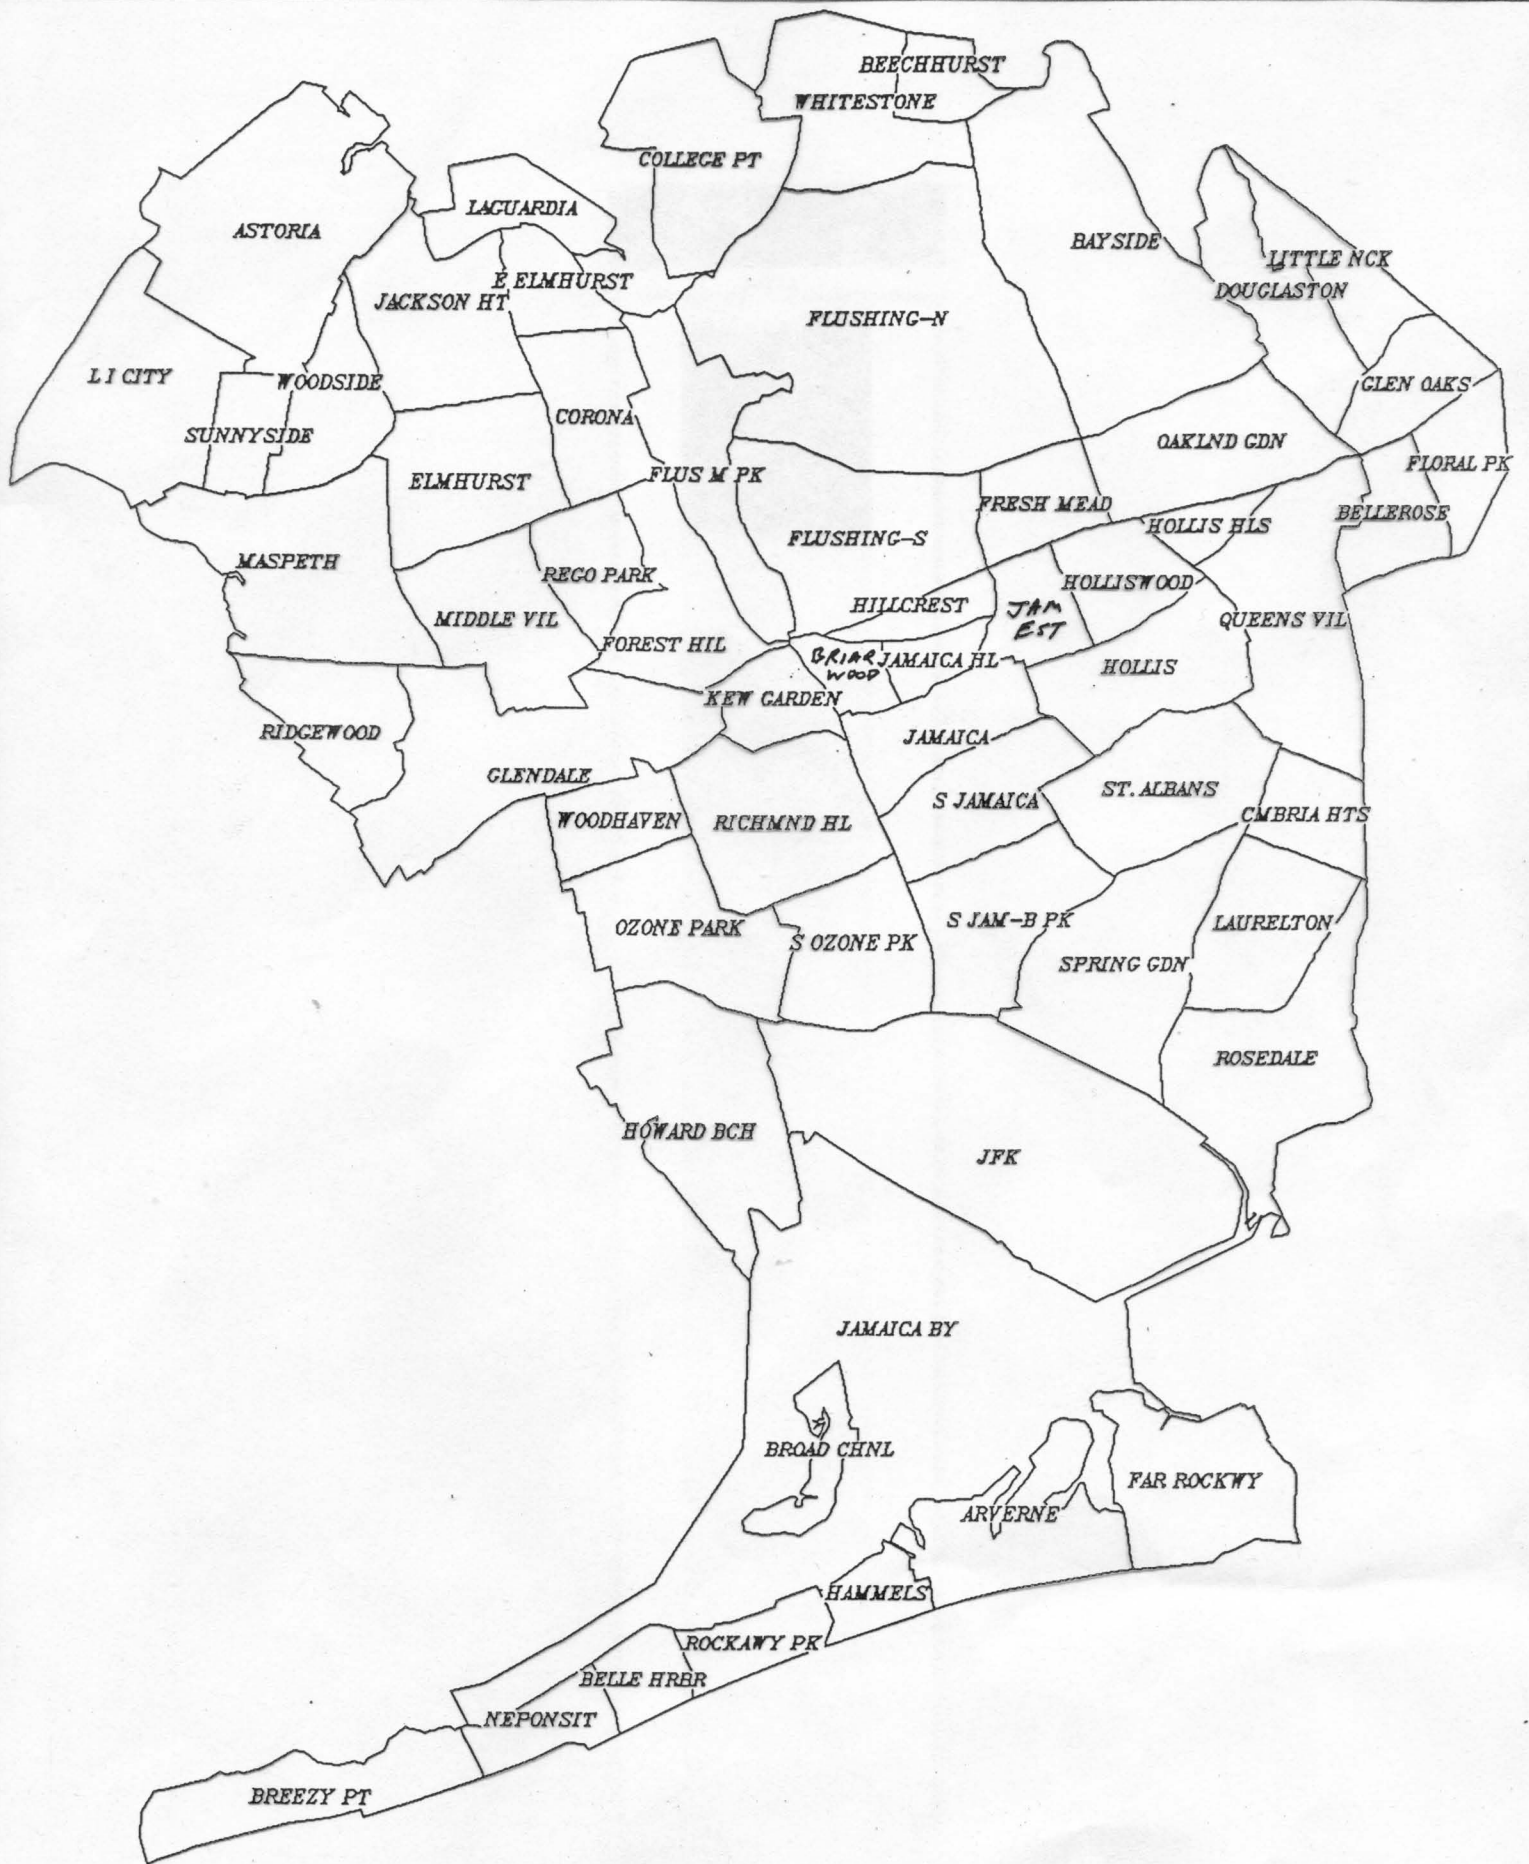 BEECHHURST
WHITESTONE
COLLEGE PT
LAGUARDIA
ASTORIA
BAYSIDE
LITTLE NCK
E ELMHURST
DOUGLASTON
JACKSON HT
FLUSHING-N
L I CITY
WOODSIDE
GLEN OAKS
CORONA
SUNNYSIDE
OAKLND GDN
FLORAL PK
FLUS M PK
ELMHURST
FRESH MEAD
BELLEROSE
HOLLIS HLS
FLUSHING-S
MASPETH
REGO PARK
HOLLISWOOD
HILLCREST
JAM
EST
MIDDLE VIL
QUEENS VIL
FOREST HIL
BRIAR
WOOD
JAMAICA HL
HOLLIS
KEW GARDEN
RIDGEWOOD
JAMAICA
GLENDALE
ST. ALBANS
S JAMAICA
WOODHAVEN
RICHMND HL
CMBRIA HTS
OZONE PARK
S OZONE PK
S JAM-B PK
LAURELTON
SPRING GDN
ROSEDALE
HOWARD BCH
JFK
JAMAICA BY
BROAD CHNL
FAR ROCKWY
ARVERNE
HAMMELS
ROCKAWY PK
BELLE HRBR
NEPONSIT
BREEZY PT